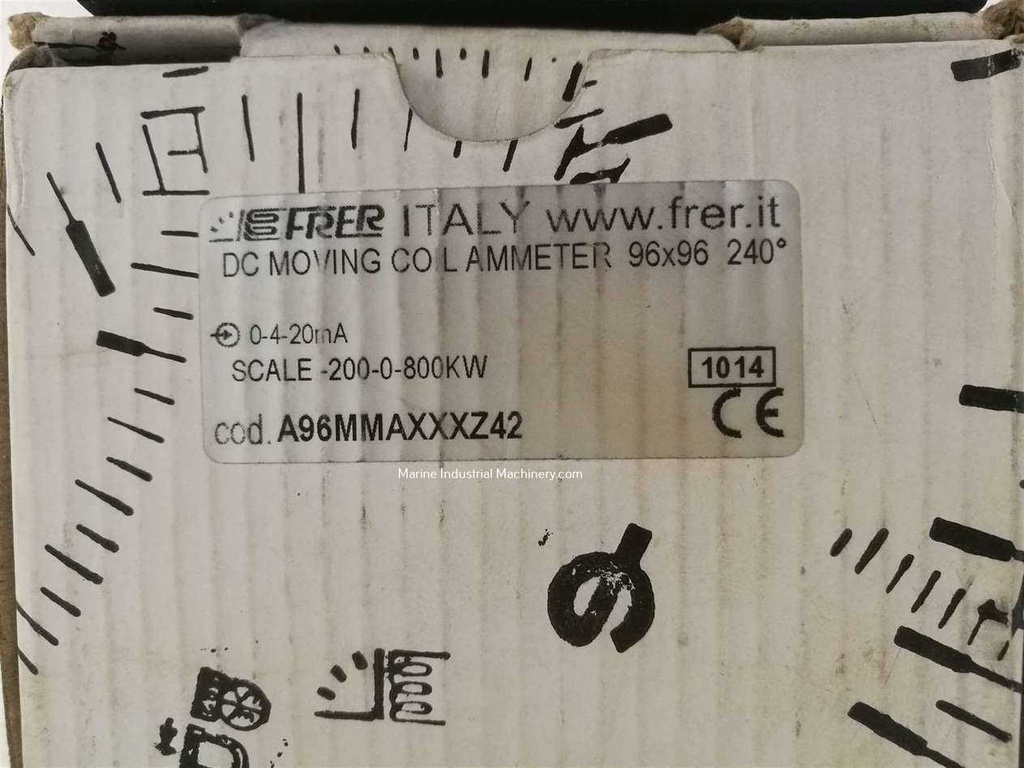 FRER ITALY www.frer.it
DC MOVING COIL AMMETER 96x96 240°
0-4-20mA
SCALE -200-0-800KW
1014
CE
cod. A96MMAXXXZ42
Marine Industrial Machinery.com